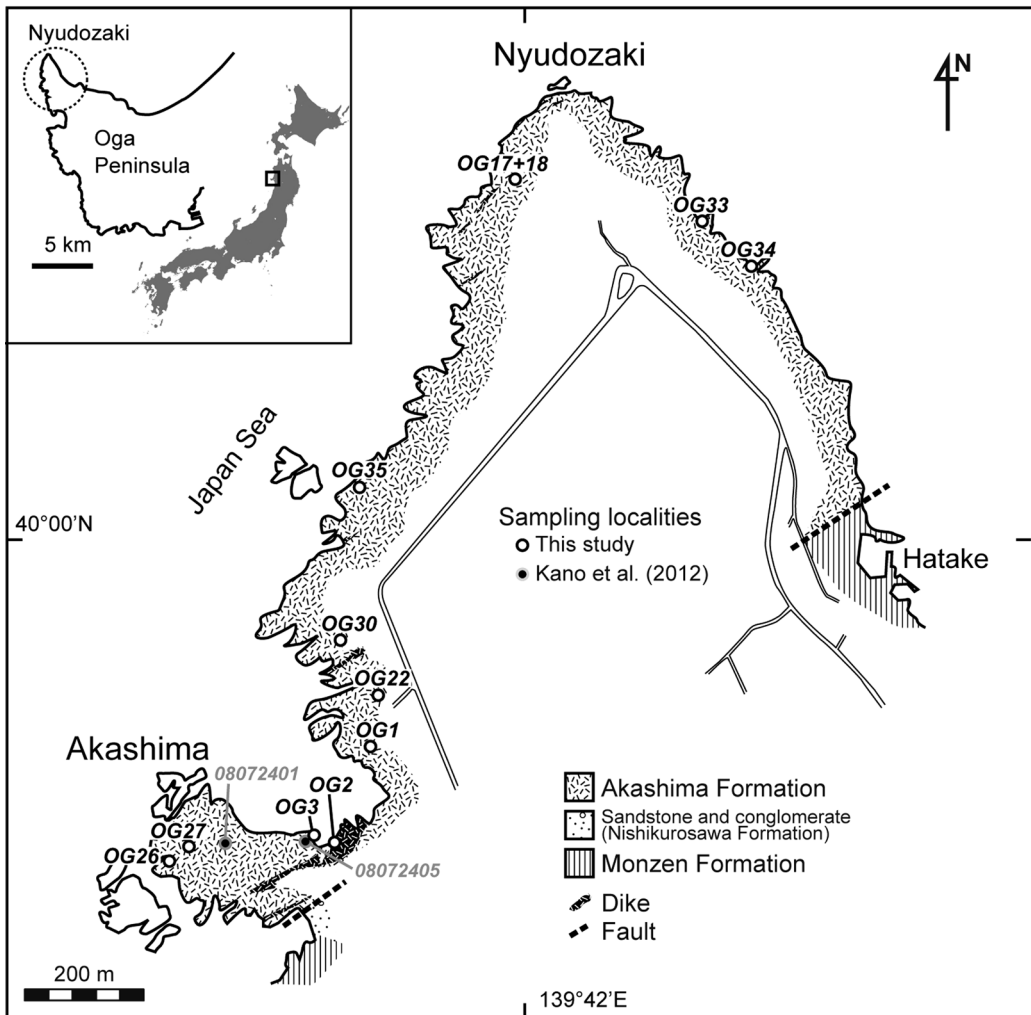 Nyudozaki
Oga
Peninsula
5 km
Nyudozaki
N
OG17+18
OG33
OG34
Japan Sea
OG35
40°00'N
Sampling localities
This study
Kano et al. (2012)
Hatake
OG30
OG22
OG1
Akashima
08072401
OG2
OG3
OG27
OG26
08072405
Akashima Formation
Sandstone and conglomerate
(Nishikurosawa Formation)
Monzen Formation
Dike
Fault
200 m
139°42'E